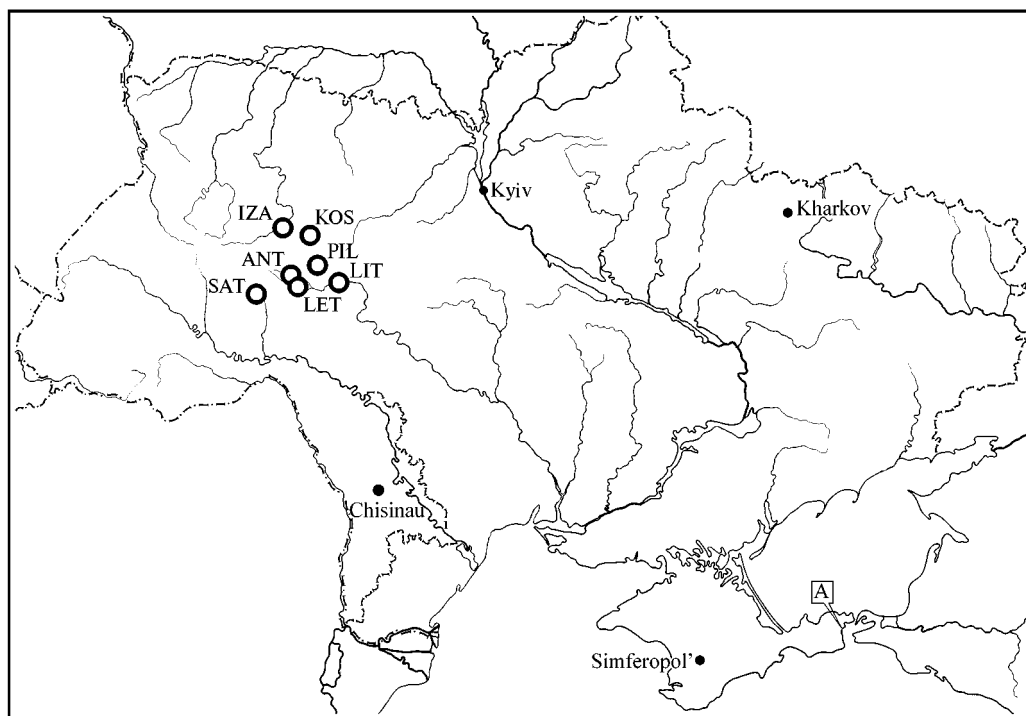 Kyiv
Kharkov
IZA
KOS
PIL
ANT
LIT
SAT
LET
Chisinau
A
Simferopol’